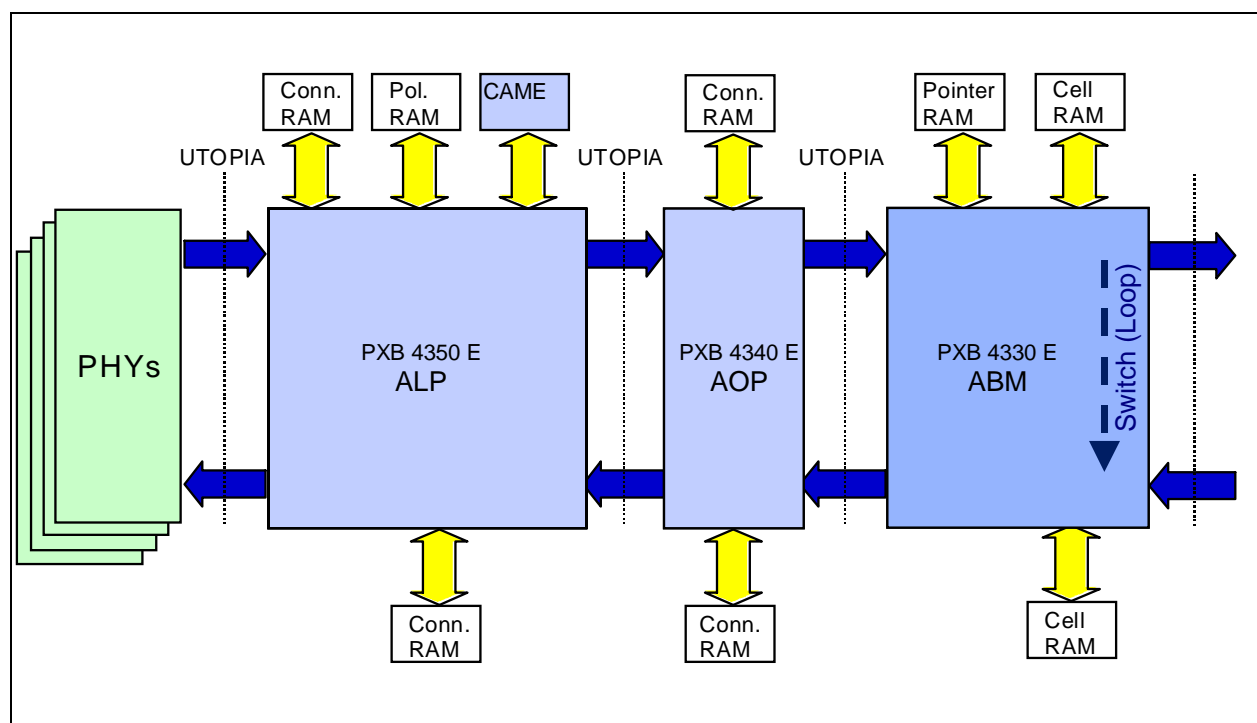 Conn.
RAM
Pol.
RAM
CAME
Conn.
RAM
Pointer
RAM
Cell
RAM
UTOPIA
UTOPIA
UTOPIA
PHYs
PXB 4350 E
ALP
PXB 4340 E
AOP
PXB 4330 E
ABM
Switch (Loop)
Conn.
RAM
Conn.
RAM
Cell
RAM